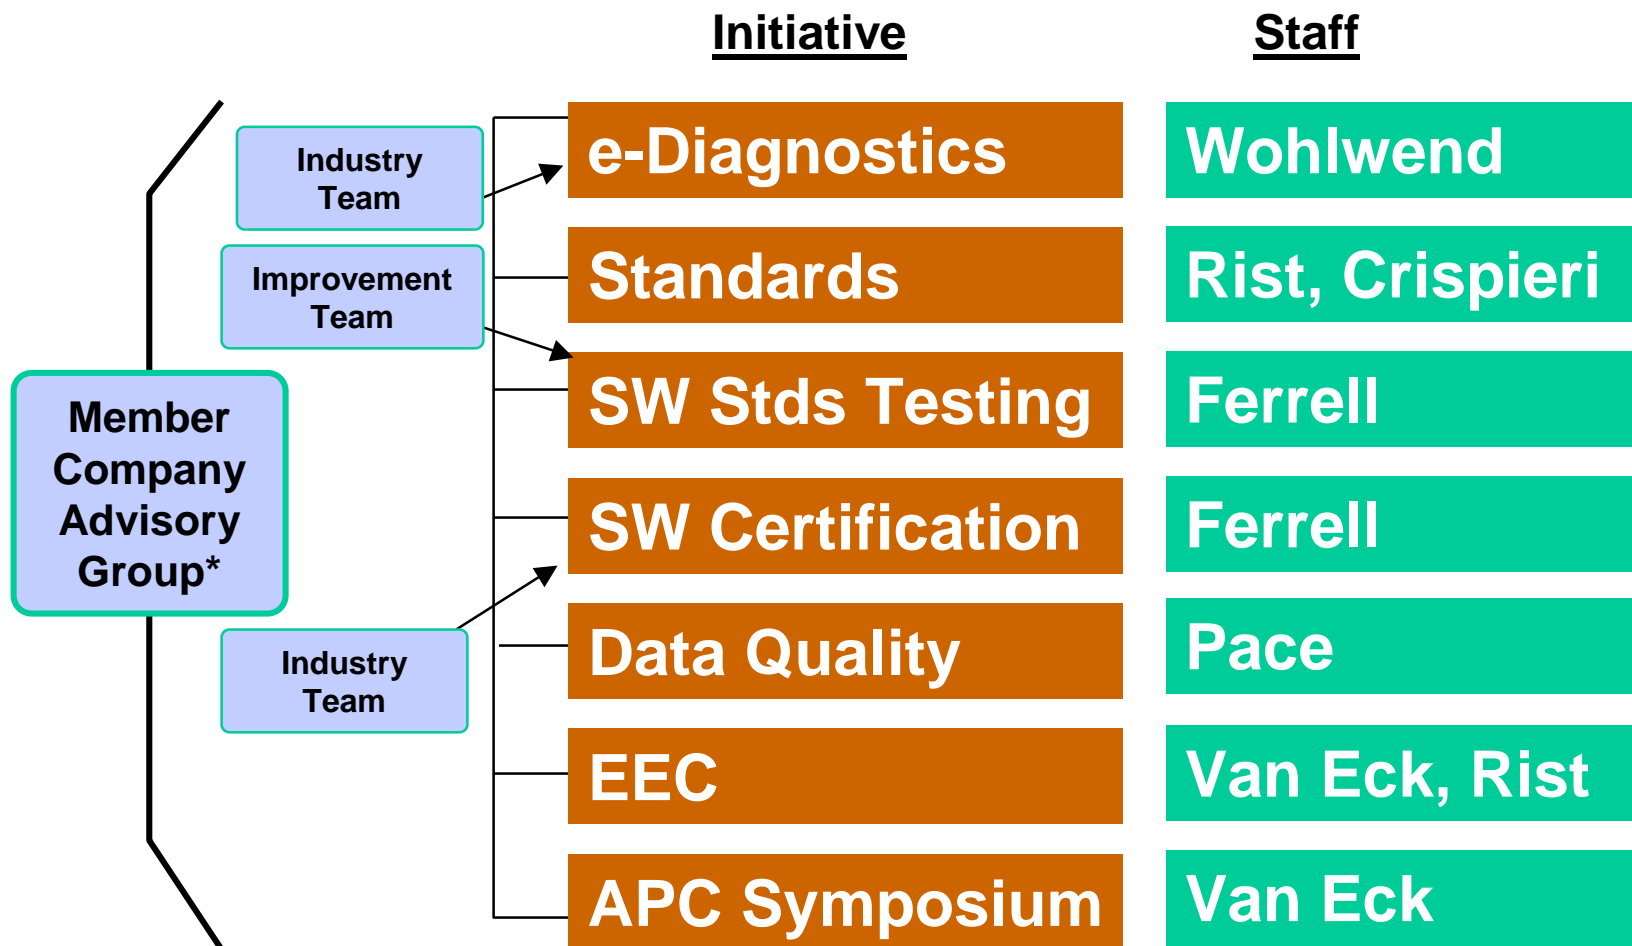 Initiative Staff
Industry
Team
e-Diagnostics Wohlwend
Improvement
Team
Standards Rist, Crispieri
SW Stds Testing Ferrell
Member
Company
Advisory
Group*
SW Certification Ferrell
Industry
Team
Data Quality Pace
EEC Van Eck, Rist
APC Symposium Van Eck